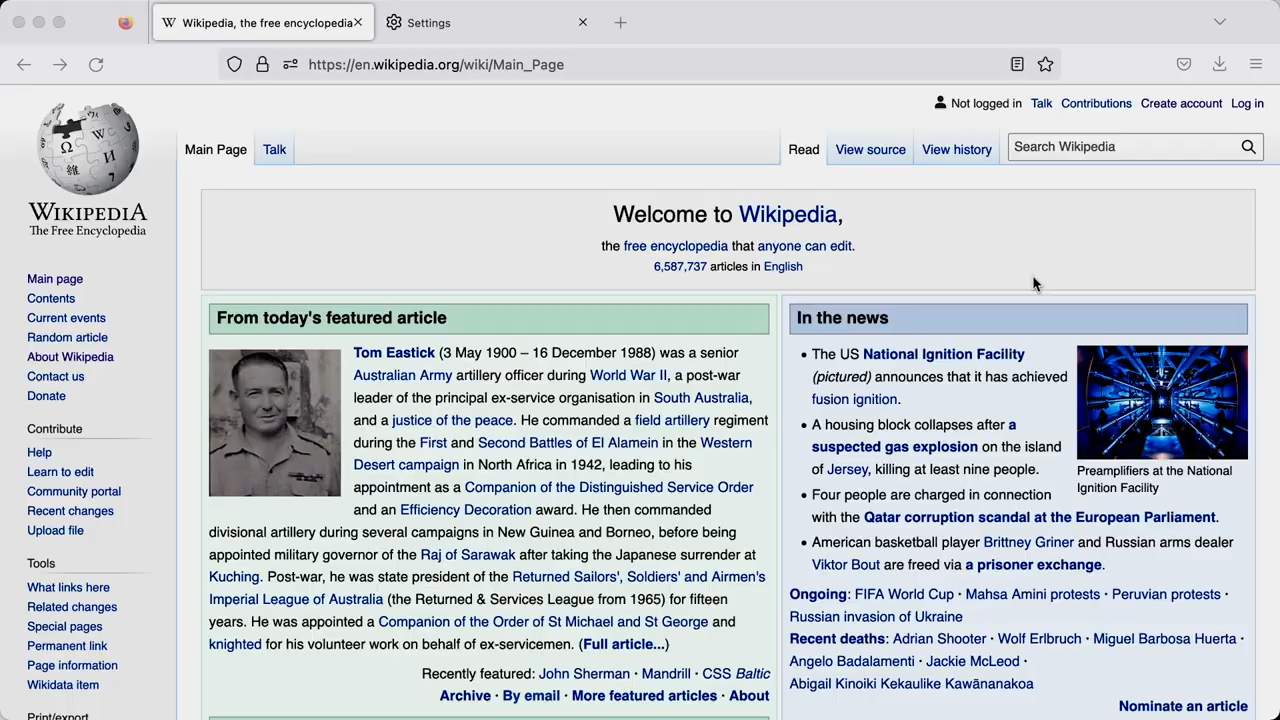 Wikipedia, the free encyclopedia
Settings
https://en.wikipedia.org/wiki/Main_Page
Not logged in Talk Contributions Create account Log in
Main Page Talk Read View source View history Search Wikipedia
WIKIPEDIA
The Free Encyclopedia
Main page
Contents
Current events
Random article
About Wikipedia
Contact us
Donate
Contribute
Help
Learn to edit
Community portal
Recent changes
Upload file
Tools
What links here
Related changes
Special pages
Permanent link
Page information
Wikidata item
Print/export
Welcome to Wikipedia,
the free encyclopedia that anyone can edit.
6,587,737 articles in English
From today's featured article
Tom Eastick (3 May 1900 – 16 December 1988) was a senior
Australian Army artillery officer during World War II, a post-war
leader of the principal ex-service organisation in South Australia,
and a justice of the peace. He commanded a field artillery regiment
during the First and Second Battles of El Alamein in the Western
Desert campaign in North Africa in 1942, leading to his
appointment as a Companion of the Distinguished Service Order
and an Efficiency Decoration award. He then commanded
divisional artillery during several campaigns in New Guinea and Borneo, before being
appointed military governor of the Raj of Sarawak after taking the Japanese surrender at
Kuching. Post-war, he was state president of the Returned Sailors', Soldiers' and Airmen's
Imperial League of Australia (the Returned & Services League from 1965) for fifteen
years. He was appointed a Companion of the Order of St Michael and St George and
knighted for his volunteer work on behalf of ex-servicemen. (Full article...)
Recently featured: John Sherman · Mandrill · CSS Baltic
Archive · By email · More featured articles · About
In the news
• The US National Ignition Facility
(pictured) announces that it has achieved
fusion ignition.
• A housing block collapses after a
suspected gas explosion on the island
of Jersey, killing at least nine people.
• Four people are charged in connection
with the Qatar corruption scandal at the European Parliament.
• American basketball player Brittney Griner and Russian arms dealer
Viktor Bout are freed via a prisoner exchange.
Preamplifiers at the National
Ignition Facility
Ongoing: FIFA World Cup · Mahsa Amini protests · Peruvian protests ·
Russian invasion of Ukraine
Recent deaths: Adrian Shooter · Wolf Erlbruch · Miguel Barbosa Huerta ·
Angelo Badalamenti · Jackie McLeod ·
Abigail Kinoiki Kekaulike Kawānanakoa
Nominate an article